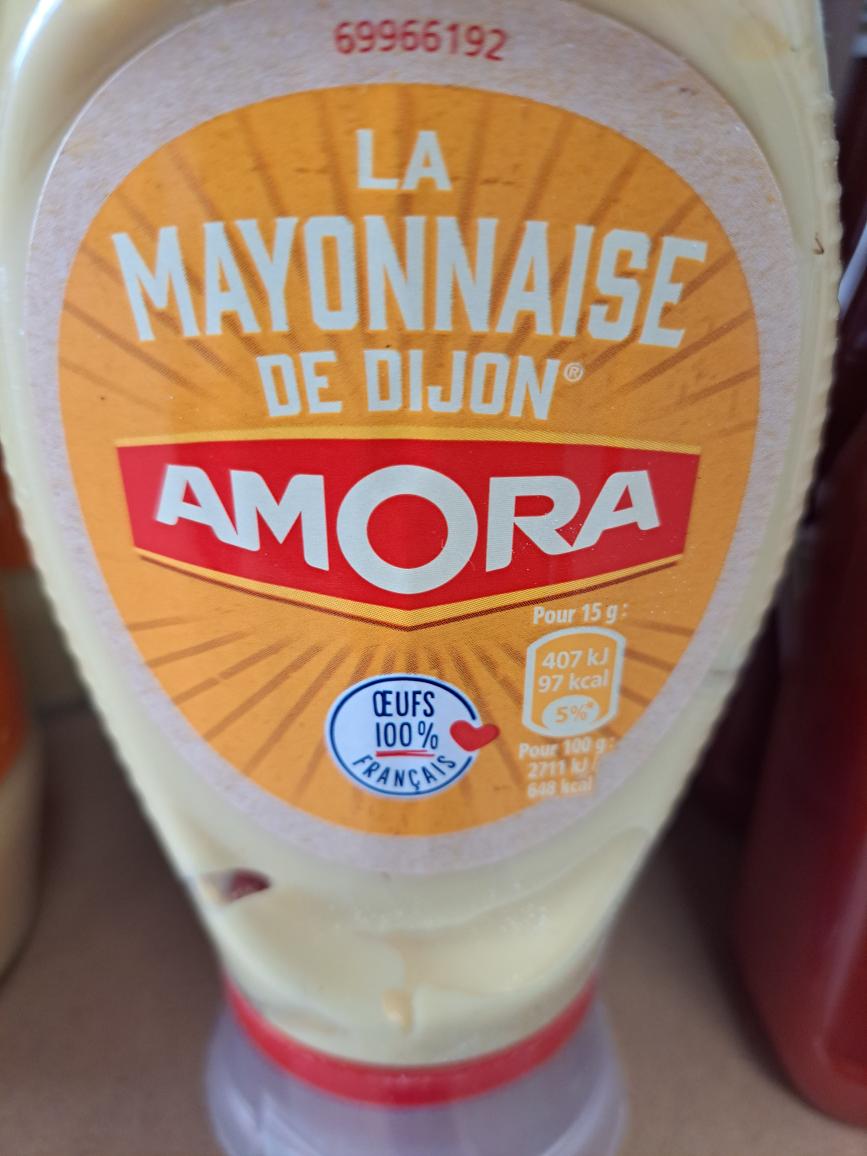 69966192
LA
MAYONNAISE
DE DIJON®
AMORA
Pour 15 g :
407 kJ
97 kcal
5%*
Pour 100 g :
2711 kJ /
648 kcal
ŒUFS
100%
FRANÇAIS